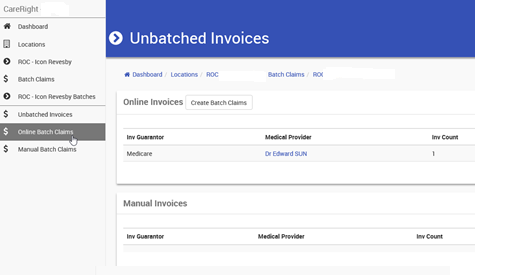 CareRight
Dashboard
Locations
ROC - Icon Revesby
Batch Claims
ROC - Icon Revesby Batches
Unbatched Invoices
Online Batch Claims
Manual Batch Claims
Unbatched Invoices
Dashboard / Locations / ROC Batch Claims / ROC
Online Invoices Create Batch Claims
Inv Guarantor Medical Provider Inv Count
Medicare Dr Edward SUN 1
Manual Invoices
Inv Guarantor Medical Provider Inv Count